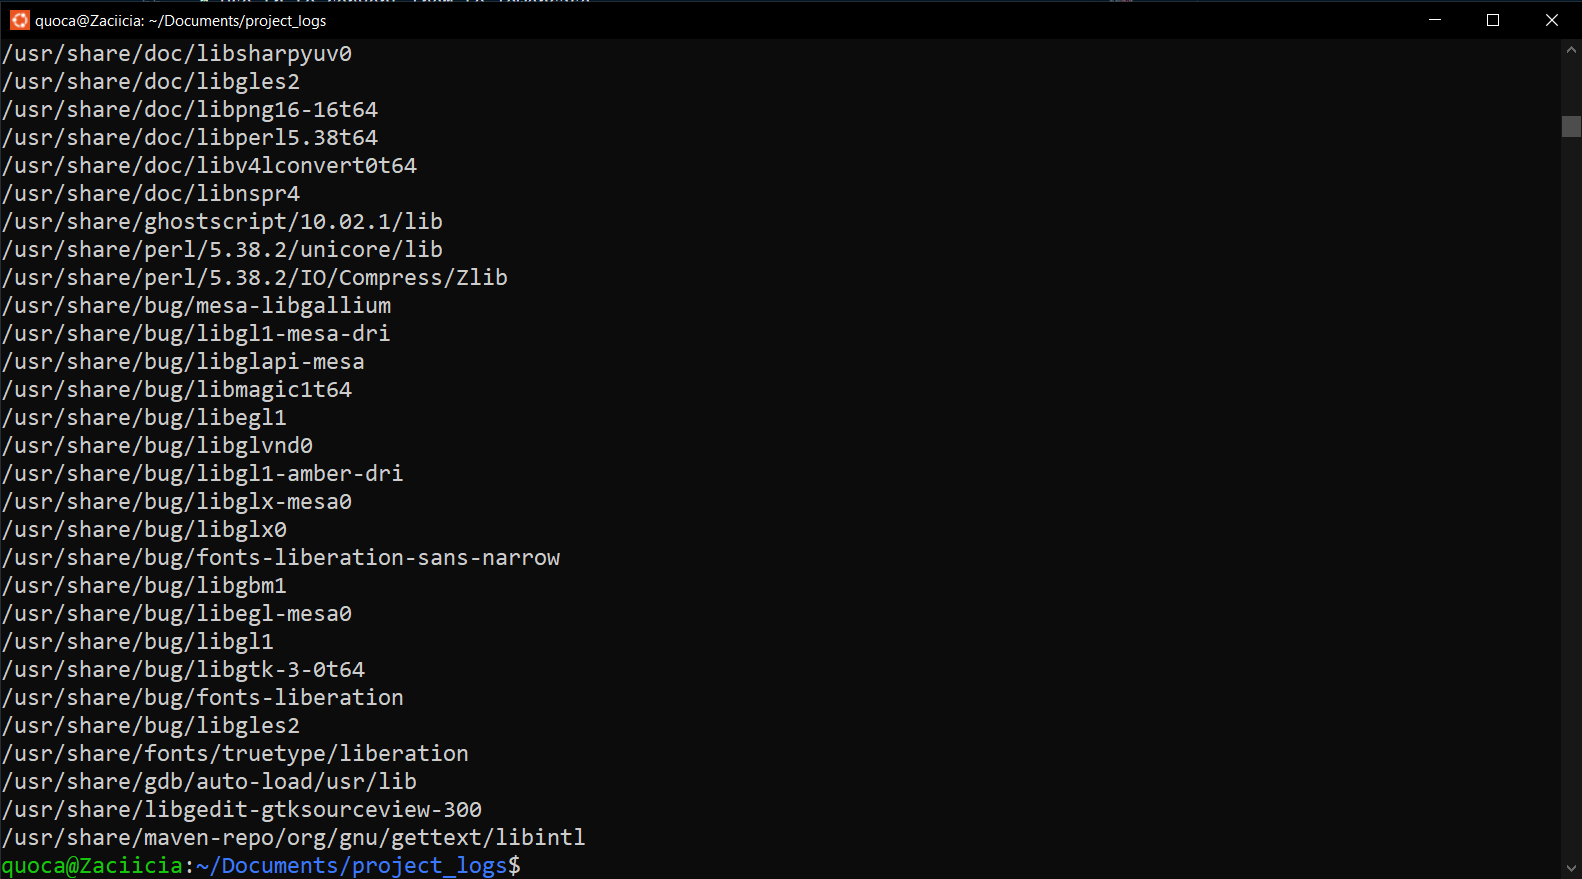 quoca@Zaciicia: ~/Documents/project_logs
/usr/share/doc/libsharpyuv0
/usr/share/doc/libgles2
/usr/share/doc/libpng16-16t64
/usr/share/doc/libperl5.38t64
/usr/share/doc/libv4lconvert0t64
/usr/share/doc/libnspr4
/usr/share/ghostscript/10.02.1/lib
/usr/share/perl/5.38.2/unicore/lib
/usr/share/perl/5.38.2/IO/Compress/Zlib
/usr/share/bug/mesa-libgallium
/usr/share/bug/libgl1-mesa-dri
/usr/share/bug/libglapi-mesa
/usr/share/bug/libmagic1t64
/usr/share/bug/libegl1
/usr/share/bug/libglvnd0
/usr/share/bug/libgl1-amber-dri
/usr/share/bug/libglx-mesa0
/usr/share/bug/libglx0
/usr/share/bug/fonts-liberation-sans-narrow
/usr/share/bug/libgbm1
/usr/share/bug/libegl-mesa0
/usr/share/bug/libgl1
/usr/share/bug/libgtk-3-0t64
/usr/share/bug/fonts-liberation
/usr/share/bug/libgles2
/usr/share/fonts/truetype/liberation
/usr/share/gdb/auto-load/usr/lib
/usr/share/libgedit-gtksourceview-300
/usr/share/maven-repo/org/gnu/gettext/libintl
quoca@Zaciicia:~/Documents/project_logs$